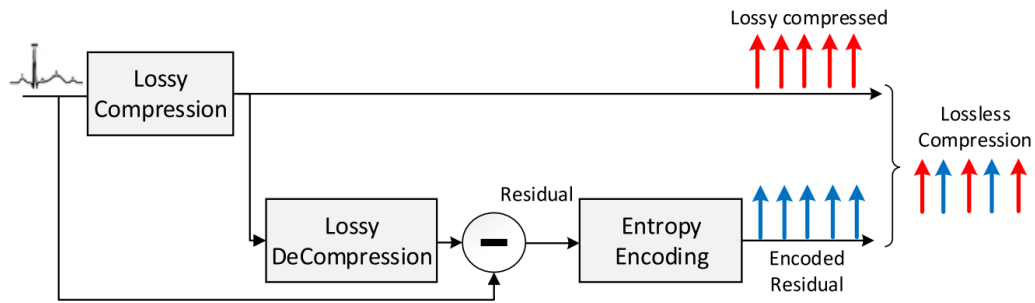 Lossy compressed
Lossy
Compression
Lossless
Compression
Residual
Lossy
DeCompression
Entropy
Encoding
Encoded
Residual